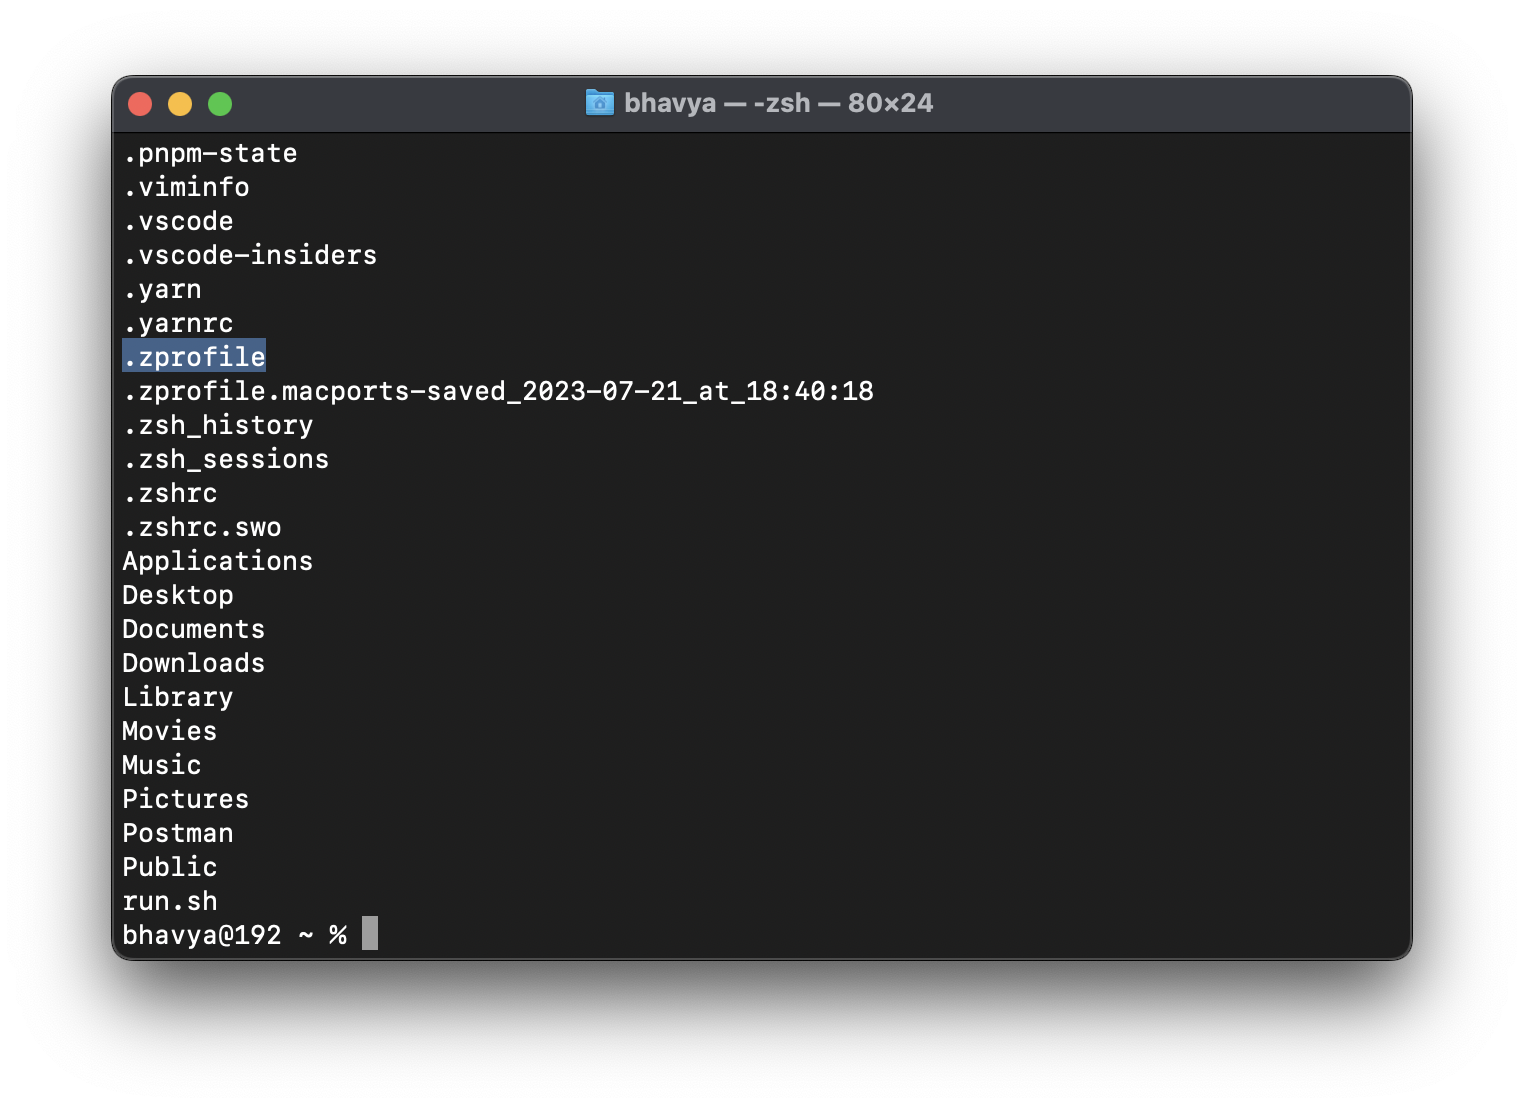 bhavya — -zsh — 80×24
.pnpm-state
.viminfo
.vscode
.vscode-insiders
.yarn
.yarnrc
.zprofile
.zprofile.macports-saved_2023-07-21_at_18:40:18
.zsh_history
.zsh_sessions
.zshrc
.zshrc.swo
Applications
Desktop
Documents
Downloads
Library
Movies
Music
Pictures
Postman
Public
run.sh
bhavya@192 ~ %